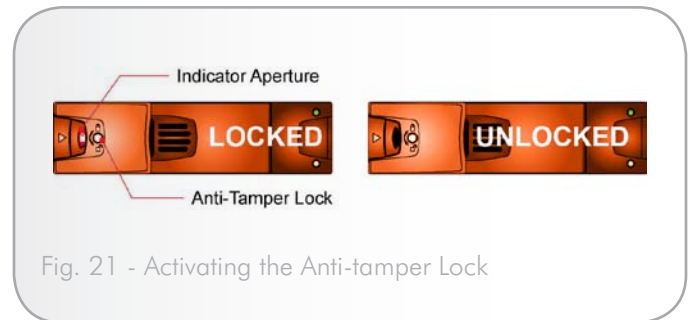 Indicator Aperture
LOCKED
UNLOCKED
Anti-Tamper Lock
Fig. 21 - Activating the Anti-tamper Lock